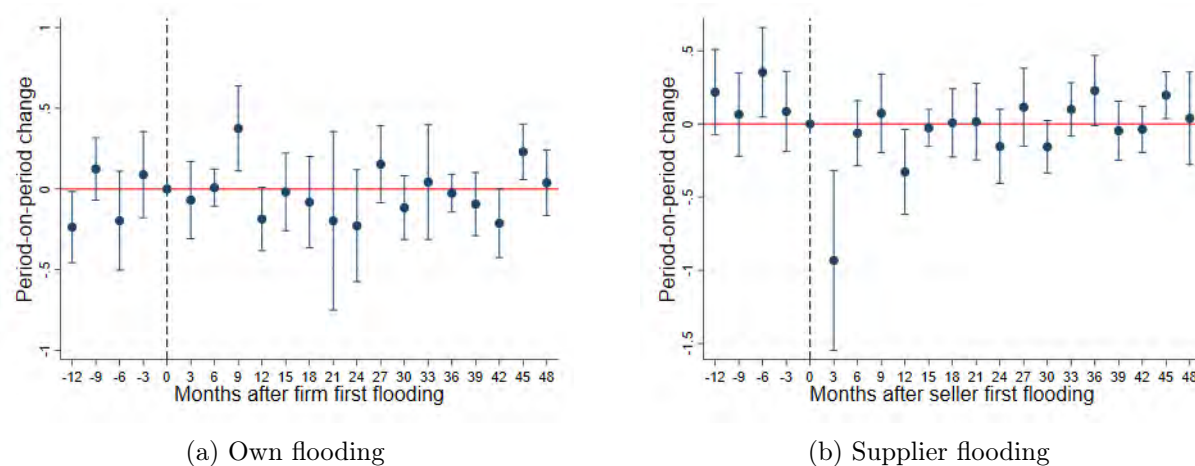 1
.5
0
-.5
-1
Period-on-period change
-12 -9 -6 -3 0 3 6 9 12 15 18 21 24 27 30 33 36 39 42 45 48
Months after firm first flooding
(a) Own flooding
.5
0
-.5
-1
-1.5
Period-on-period change
-12 -9 -6 -3 0 3 6 9 12 15 18 21 24 27 30 33 36 39 42 45 48
Months after seller first flooding
(b) Supplier flooding